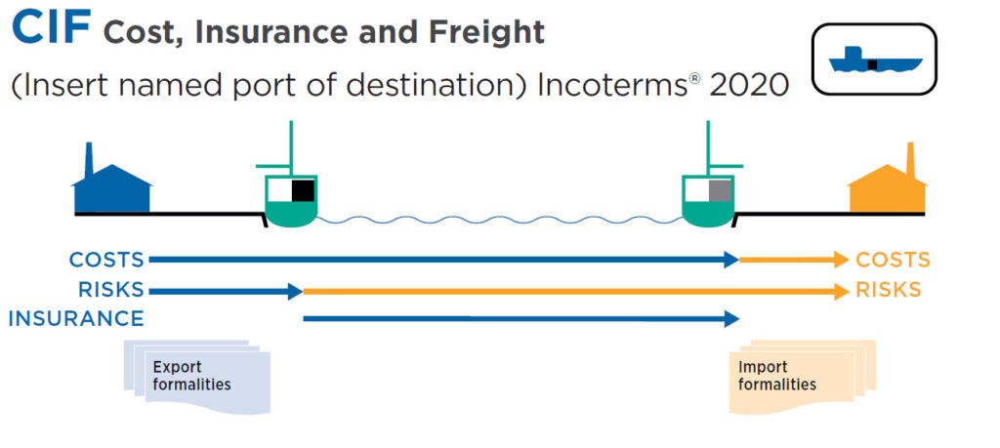 CIF Cost, Insurance and Freight
(Insert named port of destination) Incoterms® 2020
COSTS COSTS
RISKS RISKS
INSURANCE
Export
formalities
Import
formalities